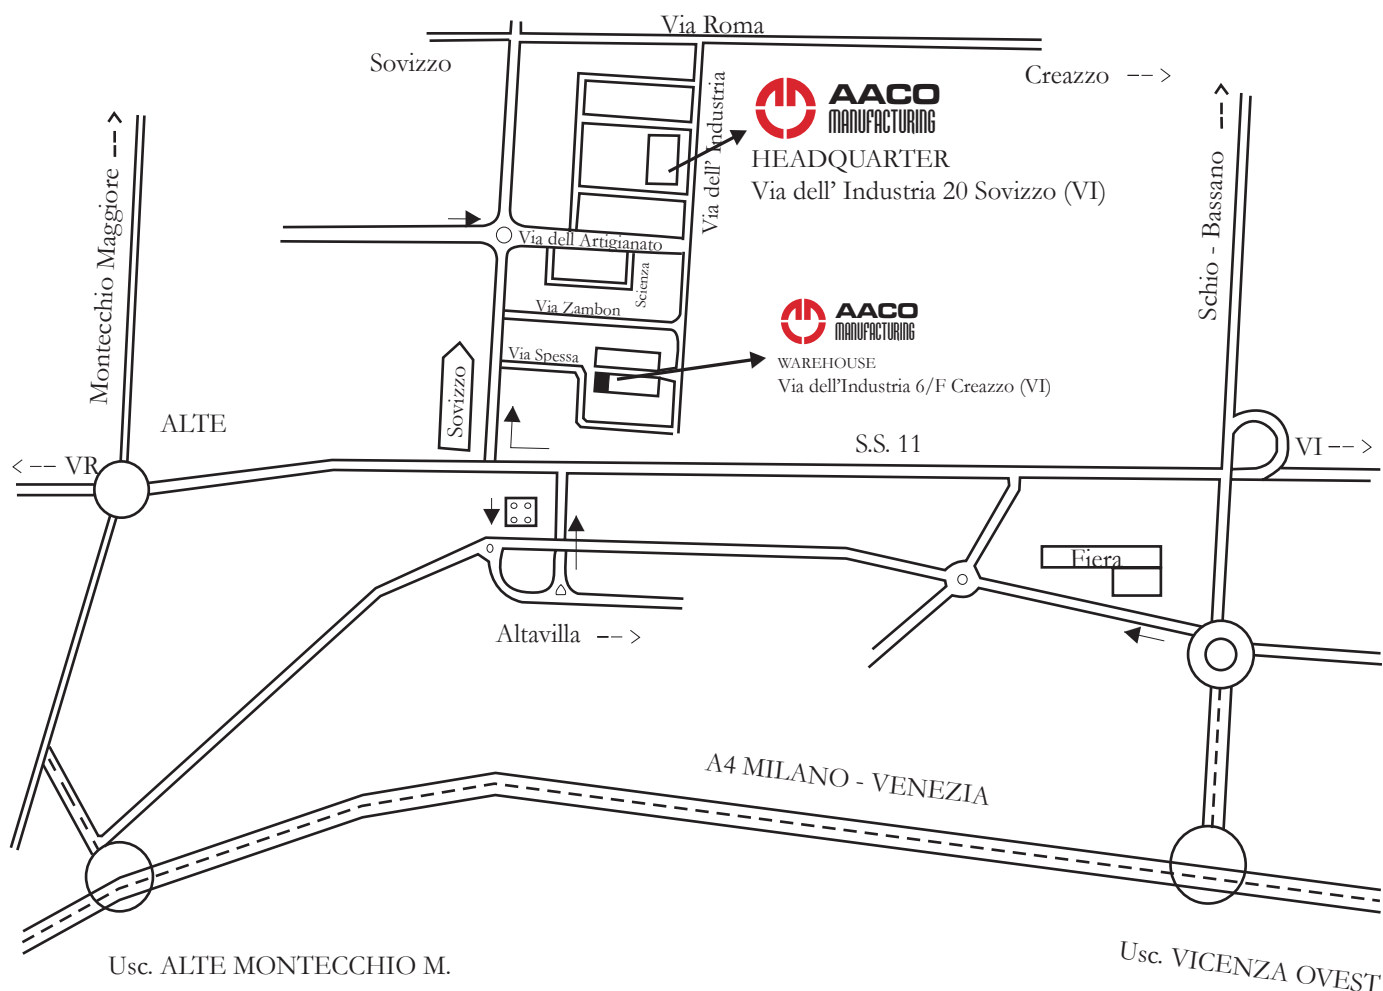 Via Roma
Sovizzo
Creazzo -->
AACO
MANUFACTURING
HEADQUARTER
Via dell' Industria 20 Sovizzo (VI)
Via dell' Industria
Montecchio Maggiore -->
Schio - Bassano -->
Via dell Artigianato
Scienza
Via Zambon
AACO
MANUFACTURING
WAREHOUSE
Via dell'Industria 6/F Creazzo (VI)
Via Spessa
Sovizzo
ALTE
S.S. 11
<-- VR
VI -->
Fiera
Altavilla -->
A4 MILANO - VENEZIA
Usc. ALTE MONTECCHIO M.
Usc. VICENZA OVEST